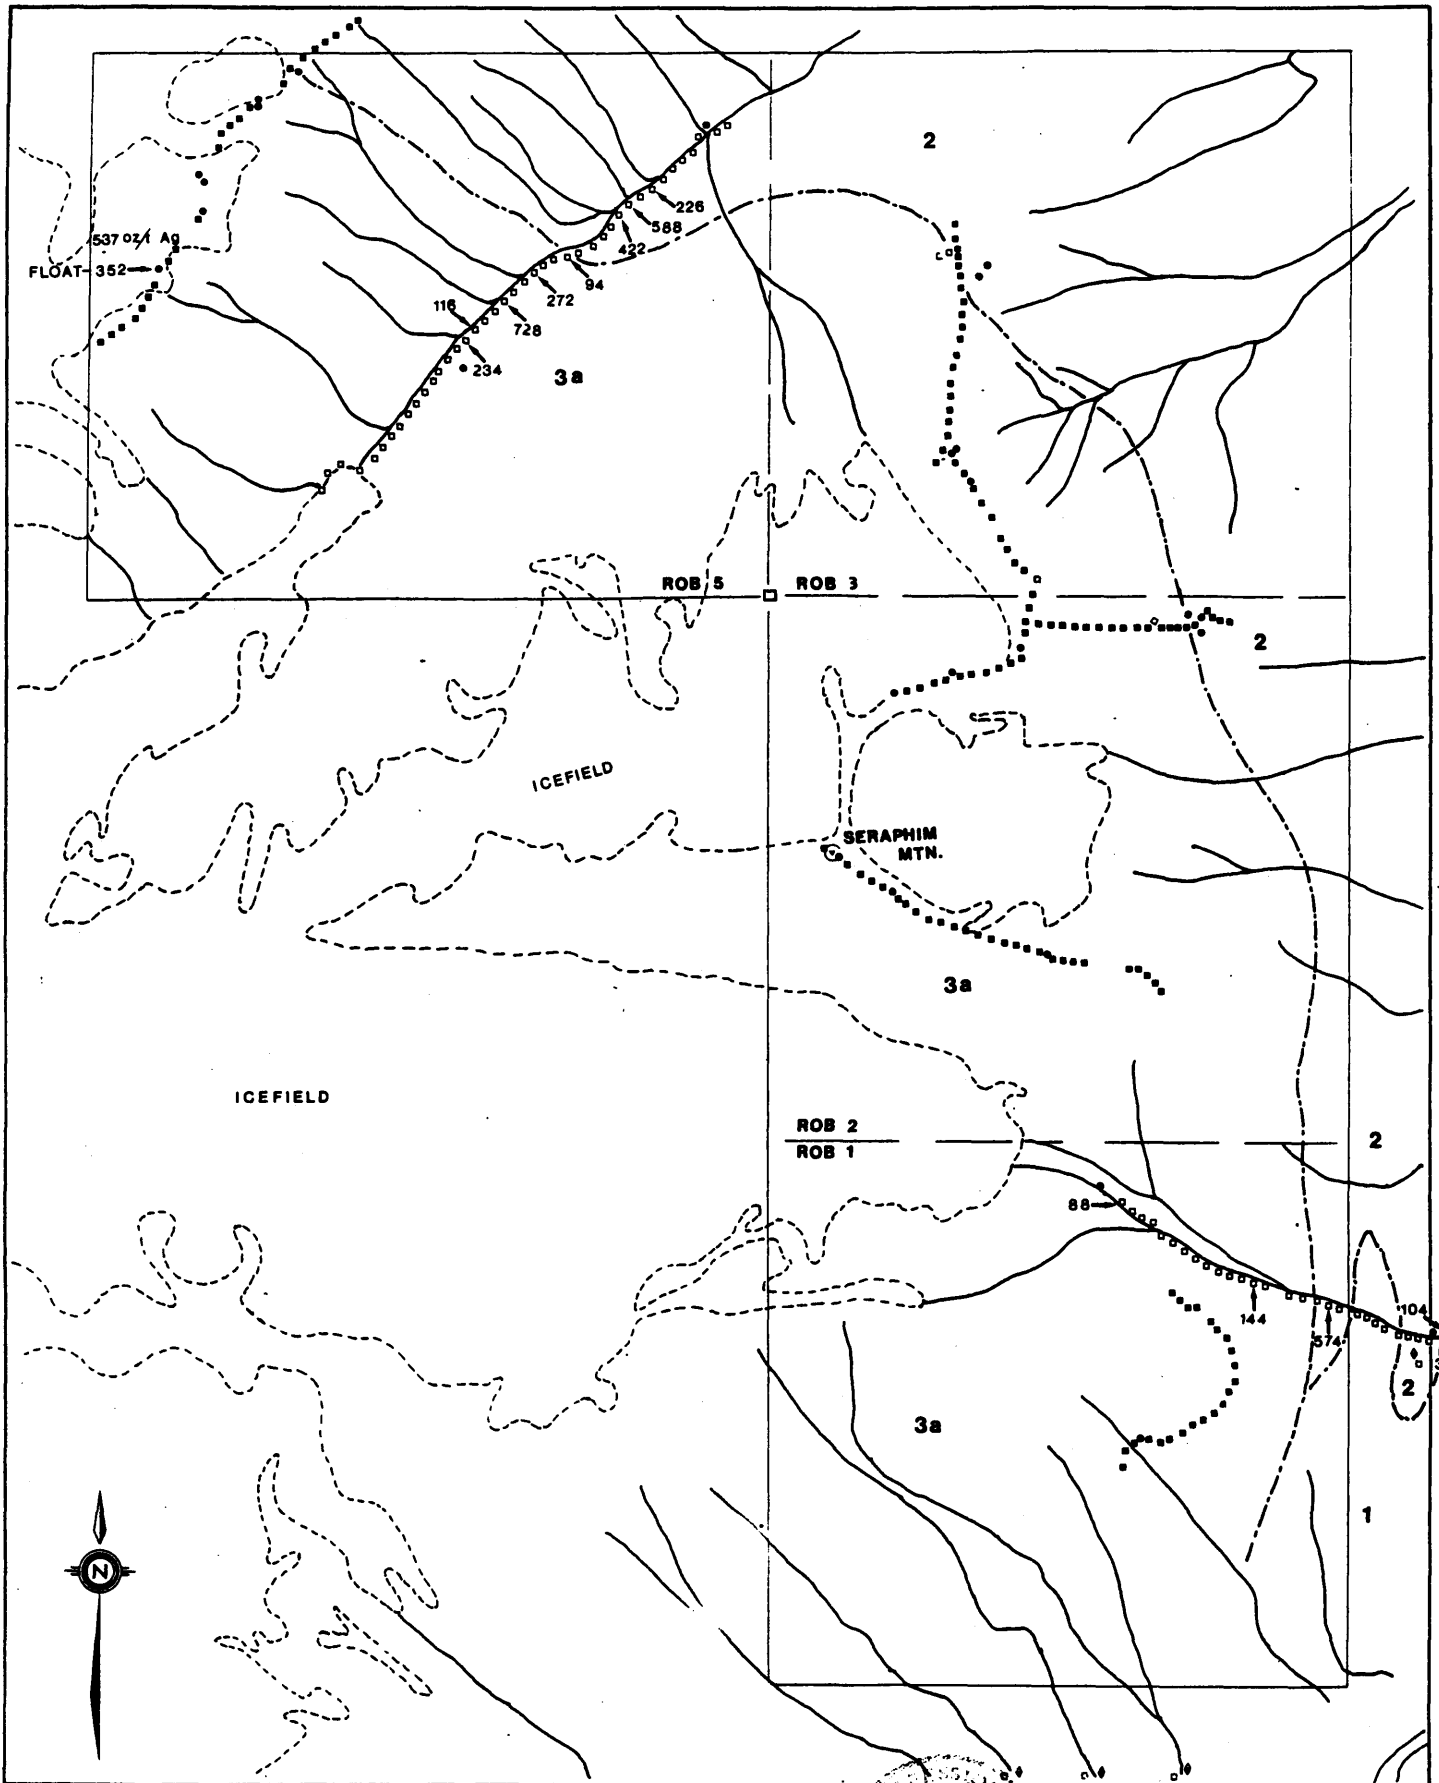 2
226
588
422
537 oz/t Ag
FLOAT-352
94
272
116
728
234
3a
ROB 5
ROB 3
2
ICEFIELD
SERAPHIM
MTN.
3a
ICEFIELD
ROB 2
ROB 1
2
88
104
144
574
2
3a
1
N